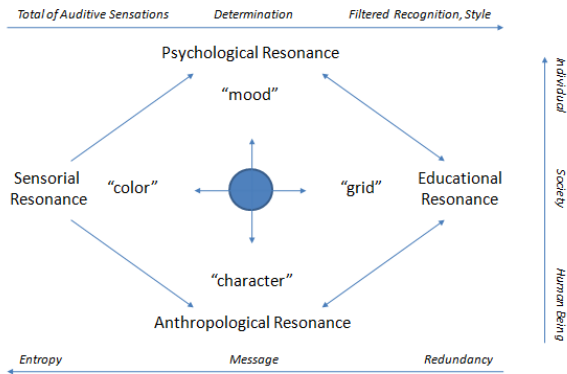 Total of Auditive Sensations Determination Filtered Recognition, Style
Psychological Resonance
“mood”
Individual
Sensorial
Resonance
“color”
“grid”
Educational
Resonance
Society
“character”
Anthropological Resonance
Human Being
Entropy Message Redundancy